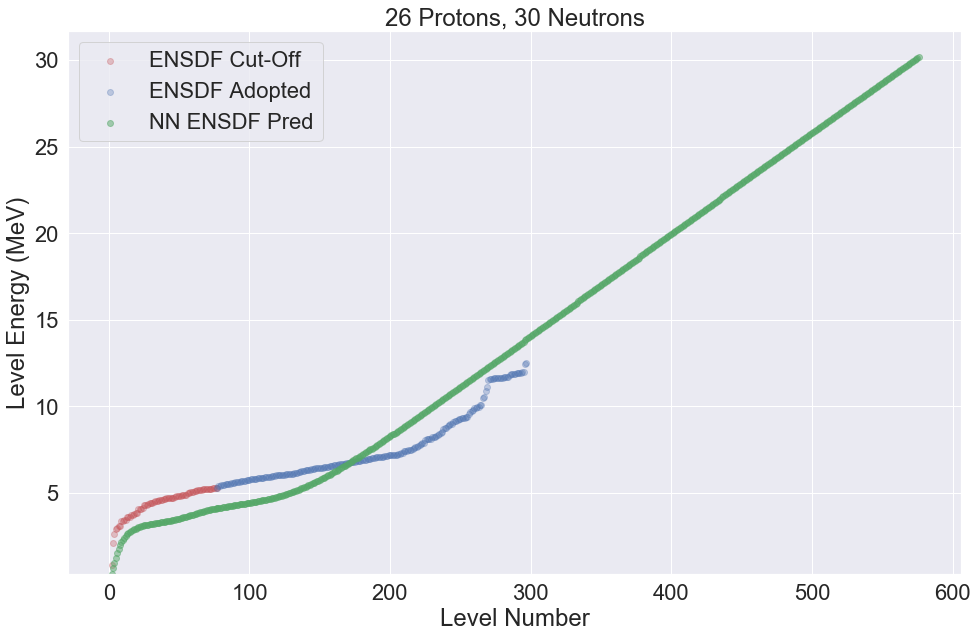 26 Protons, 30 Neutrons
ENSDF Cut-Off
ENSDF Adopted
NN ENSDF Pred
Level Energy (MeV)
30
25
20
15
10
5
0 100 200 300 400 500 600
Level Number